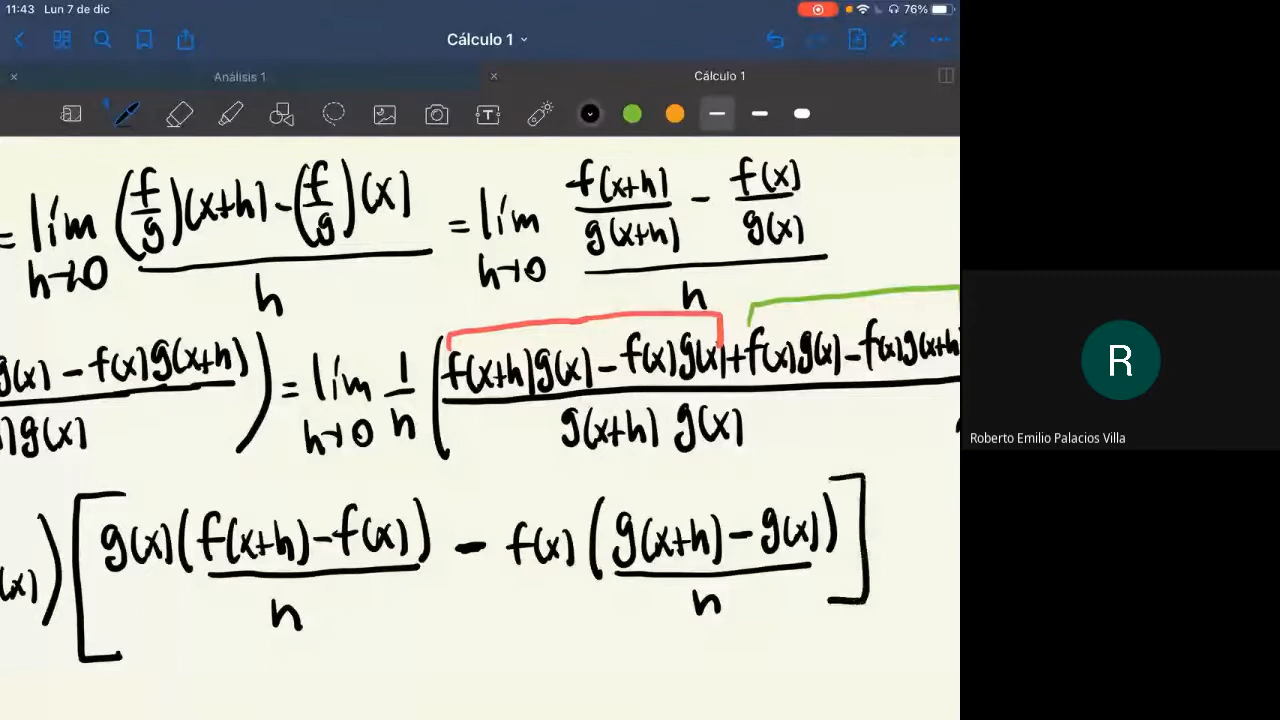 11:43 Lun 7 de dic 76%
Cálculo 1
Análisis 1 Cálculo 1
= lím h→0 (f/g)(x+h) - (f/g)(x) / h = lím h→0 f(x+h)/g(x+h) - f(x)/g(x) / h
g(x) - f(x)g(x+h) / )g(x) ) = lím h→0 1/h ( f(x+h)g(x) - f(x)g(x) + f(x)g(x) - f(x)g(x+h) / g(x+h) g(x)
(x) ) [ g(x) ( f(x+h) - f(x) / h ) - f(x) ( g(x+h) - g(x) / h ) ]
R
Roberto Emilio Palacios Villa